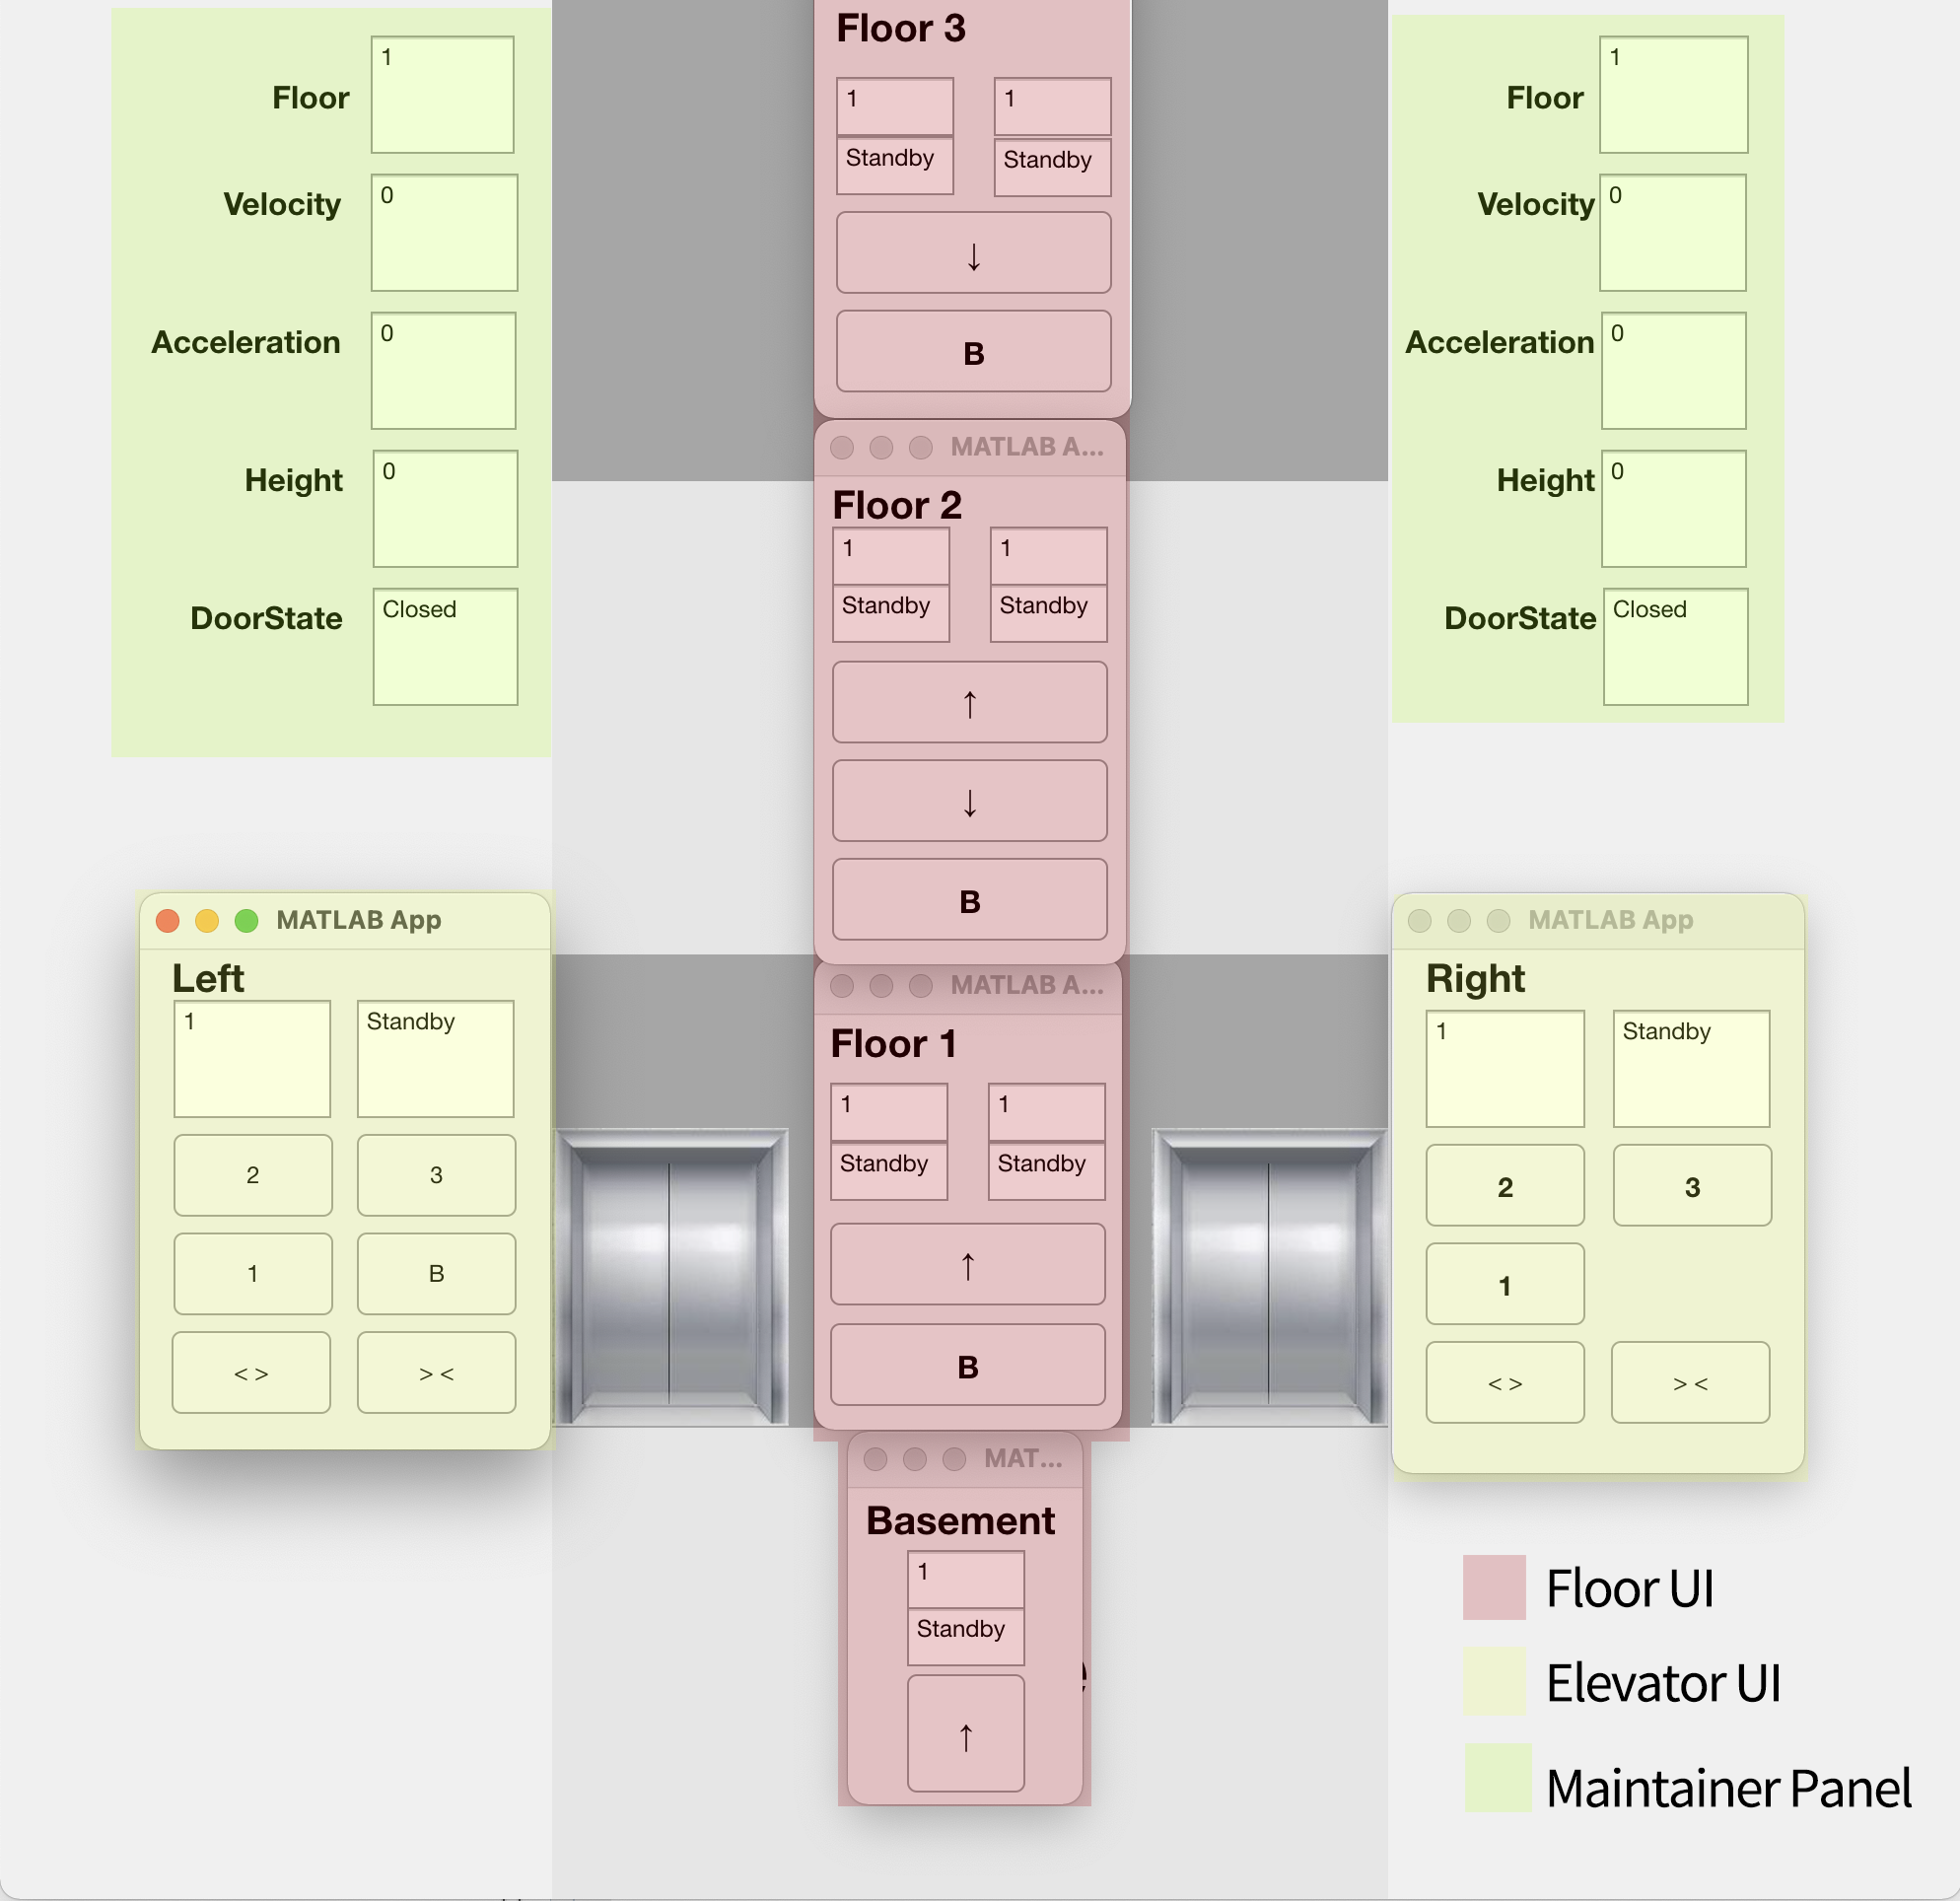 Floor
1
Velocity
0
Acceleration
0
Height
0
DoorState
Closed
Floor 3
1
1
Standby
Standby
↓
B
MATLAB A...
Floor 2
1
1
Standby
Standby
↑
↓
B
MATLAB A...
Floor 1
1
1
Standby
Standby
↑
B
MAT...
Basement
1
Standby
↑
Floor
1
Velocity
0
Acceleration
0
Height
0
DoorState
Closed
MATLAB App
Left
1
Standby
2
3
1
B
< >
> <
MATLAB App
Right
1
Standby
2
3
1
< >
> <
Floor UI
Elevator UI
Maintainer Panel